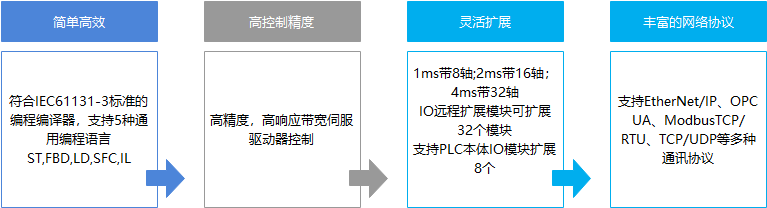 简单高效
符合IEC61131-3标准的
编程编译器，支持5种通
用编程语言
ST,FBD,LD,SFC,IL
高控制精度
高精度，高响应带宽伺服
驱动器控制
灵活扩展
1ms带8轴;2ms带16轴；
4ms带32轴
IO远程扩展模块可扩展
32个模块
支持PLC本体IO模块扩展
8个
丰富的网络协议
支持EtherNet/IP、OPC
UA、ModbusTCP/
RTU、TCP/UDP等多种
通讯协议